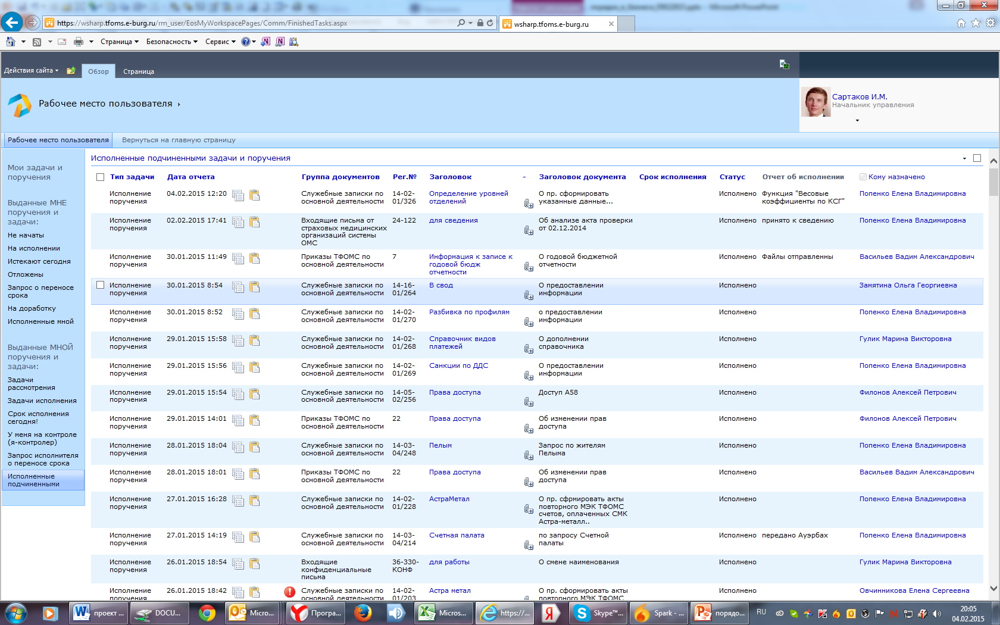 https://wsharp.tfoms.e-burg.ru/rm_user/EosMyWorkspacePages/Comm/FinishedTasks.aspx
wsharp.tfoms.e-burg.ru
Страница Безопасность Сервис
Действия сайта Обзор Страница
Рабочее место пользователя
Сартаков И.М.
Начальник управления
Рабочее место пользователя Вернуться на главную страницу
Мои задачи и
поручения
Выданные МНЕ
поручения и
задачи:
Не начаты
На исполнении
Истекают сегодня
Отложены
Запрос о переносе
срока
На доработку
Исполненные мной
Выданные МНОЙ
поручения и
задачи:
Задачи
рассмотрения
Задачи исполнения
Срок исполнения
сегодня!
У меня на контроле
(я-контролер)
Запрос исполнителя
о переносе срока
Исполненные
подчиненными
Исполненные подчиненными задачи и поручения
Тип задачи Дата отчета Группа документов Рег.№ Заголовок - Заголовок документа Срок исполнения Статус Отчет об исполнении Кому назначено
Исполнение 04.02.2015 12:20 Служебные записки по 14-02- Определение уровней О пр. сформировать Исполнено Функция "Весовые Попенко Елена Владимировна
поручения основной деятельности 01/326 отделений указанные данные... коэффициенты по КСГ"
Исполнение 02.02.2015 17:41 Входящие письма от 24-122 для сведения Об анализе акта проверки Исполнено принято к сведению Попенко Елена Владимировна
поручения страховых медицинских от 02.12.2014
организаций системы
ОМС
Исполнение 30.01.2015 11:49 Приказы ТФОМС по 7 Информация к записе к О годовой бюджетной Исполнено Файлы отправленны Васильев Вадим Александрович
поручения основной деятельности годовой бюдж отчетности
отчетности
Исполнение 30.01.2015 8:54 Служебные записки по 14-16- В свод О предоставлении Исполнено Замятина Ольга Георгиевна
поручения основной деятельности 01/264 информации
Исполнение 30.01.2015 8:52 Служебные записки по 14-02- Разбивка по профилям о предоставлении Исполнено Попенко Елена Владимировна
поручения основной деятельности 01/270 информации
Исполнение 29.01.2015 15:58 Служебные записки по 14-02- Справочник видов О дополнении Исполнено Гулик Марина Викторовна
поручения основной деятельности 01/268 платежей справочника
Исполнение 29.01.2015 15:56 Служебные записки по 14-02- Санкции по ДДС О предоставлении Исполнено Попенко Елена Владимировна
поручения основной деятельности 01/269 информации
Исполнение 29.01.2015 15:54 Служебные записки по 14-05- Права доступа Доступ А58 Исполнено Филонов Алексей Петрович
поручения основной деятельности 02/256
Исполнение 29.01.2015 14:01 Приказы ТФОМС по 22 Права доступа Об изменении прав Исполнено Филонов Алексей Петрович
поручения основной деятельности доступа
Исполнение 28.01.2015 18:04 Служебные записки по 14-03- Пелым Запрос по жителям Исполнено Попенко Елена Владимировна
поручения основной деятельности 04/248 Пелыма
Исполнение 28.01.2015 18:01 Приказы ТФОМС по 22 Права доступа Об изменении прав Исполнено Васильев Вадим Александрович
поручения основной деятельности доступа
Исполнение 27.01.2015 16:28 Служебные записки по 14-02- АстраМетал О пр. сфрмировать акты Исполнено Попенко Елена Владимировна
поручения основной деятельности 01/228 повторного МЭК ТФОМС
счетов, оплаченных СМК
Астра-металл..
Исполнение 27.01.2015 14:19 Служебные записки по 14-03- Счетная палата по запросу Счетной Исполнено передано Ауэрбах Попенко Елена Владимировна
поручения основной деятельности 04/214 палаты
Исполнение 26.01.2015 18:54 Входящие 36-330- для работы О смене наименования Исполнено Гулик Марина Викторовна
поручения конфиденциальные КОНФ
письма
Исполнение 26.01.2015 18:42 Служебные записки по 14-02- Астра метал О пр. сформировать акты Исполнено Овчинникова Елена Сергеевна
поручения основной деятельности 01/203 повторного МЭК ТФОМС
проект ... DOCU... Micro... Програ... Micros... https://... Skype™... Spark - ... порядо... RU 20:05
04.02.2015